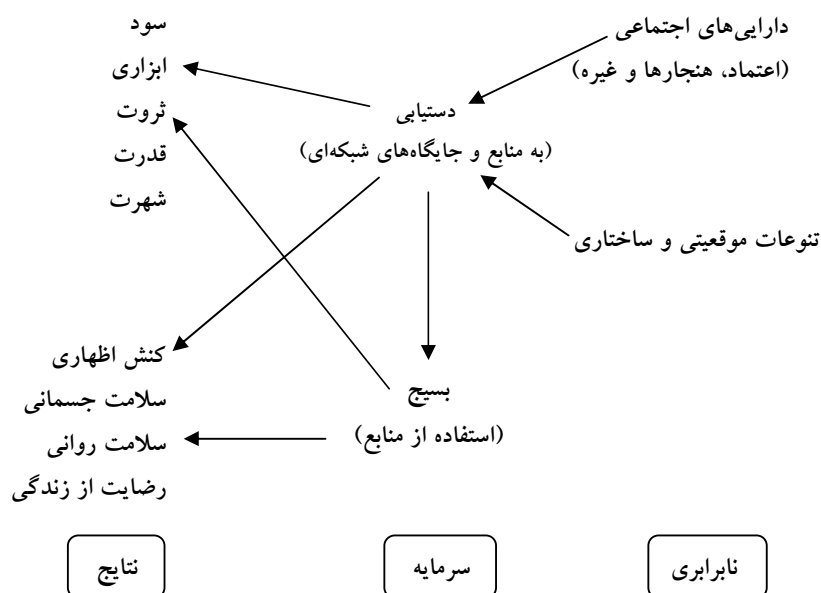 دارایی‌های اجتماعی
(اعتماد، هنجارها و غیره)
تنوعات موقعیتی و ساختاری
دستیابی
(به منابع و جایگاه‌های شبکه‌ای)
بسیج
(استفاده از منابع)
سود
ابزاری
ثروت
قدرت
شهرت
کنش اظهاری
سلامت جسمانی
سلامت روانی
رضایت از زندگی
نابرابری
سرمایه
نتایج